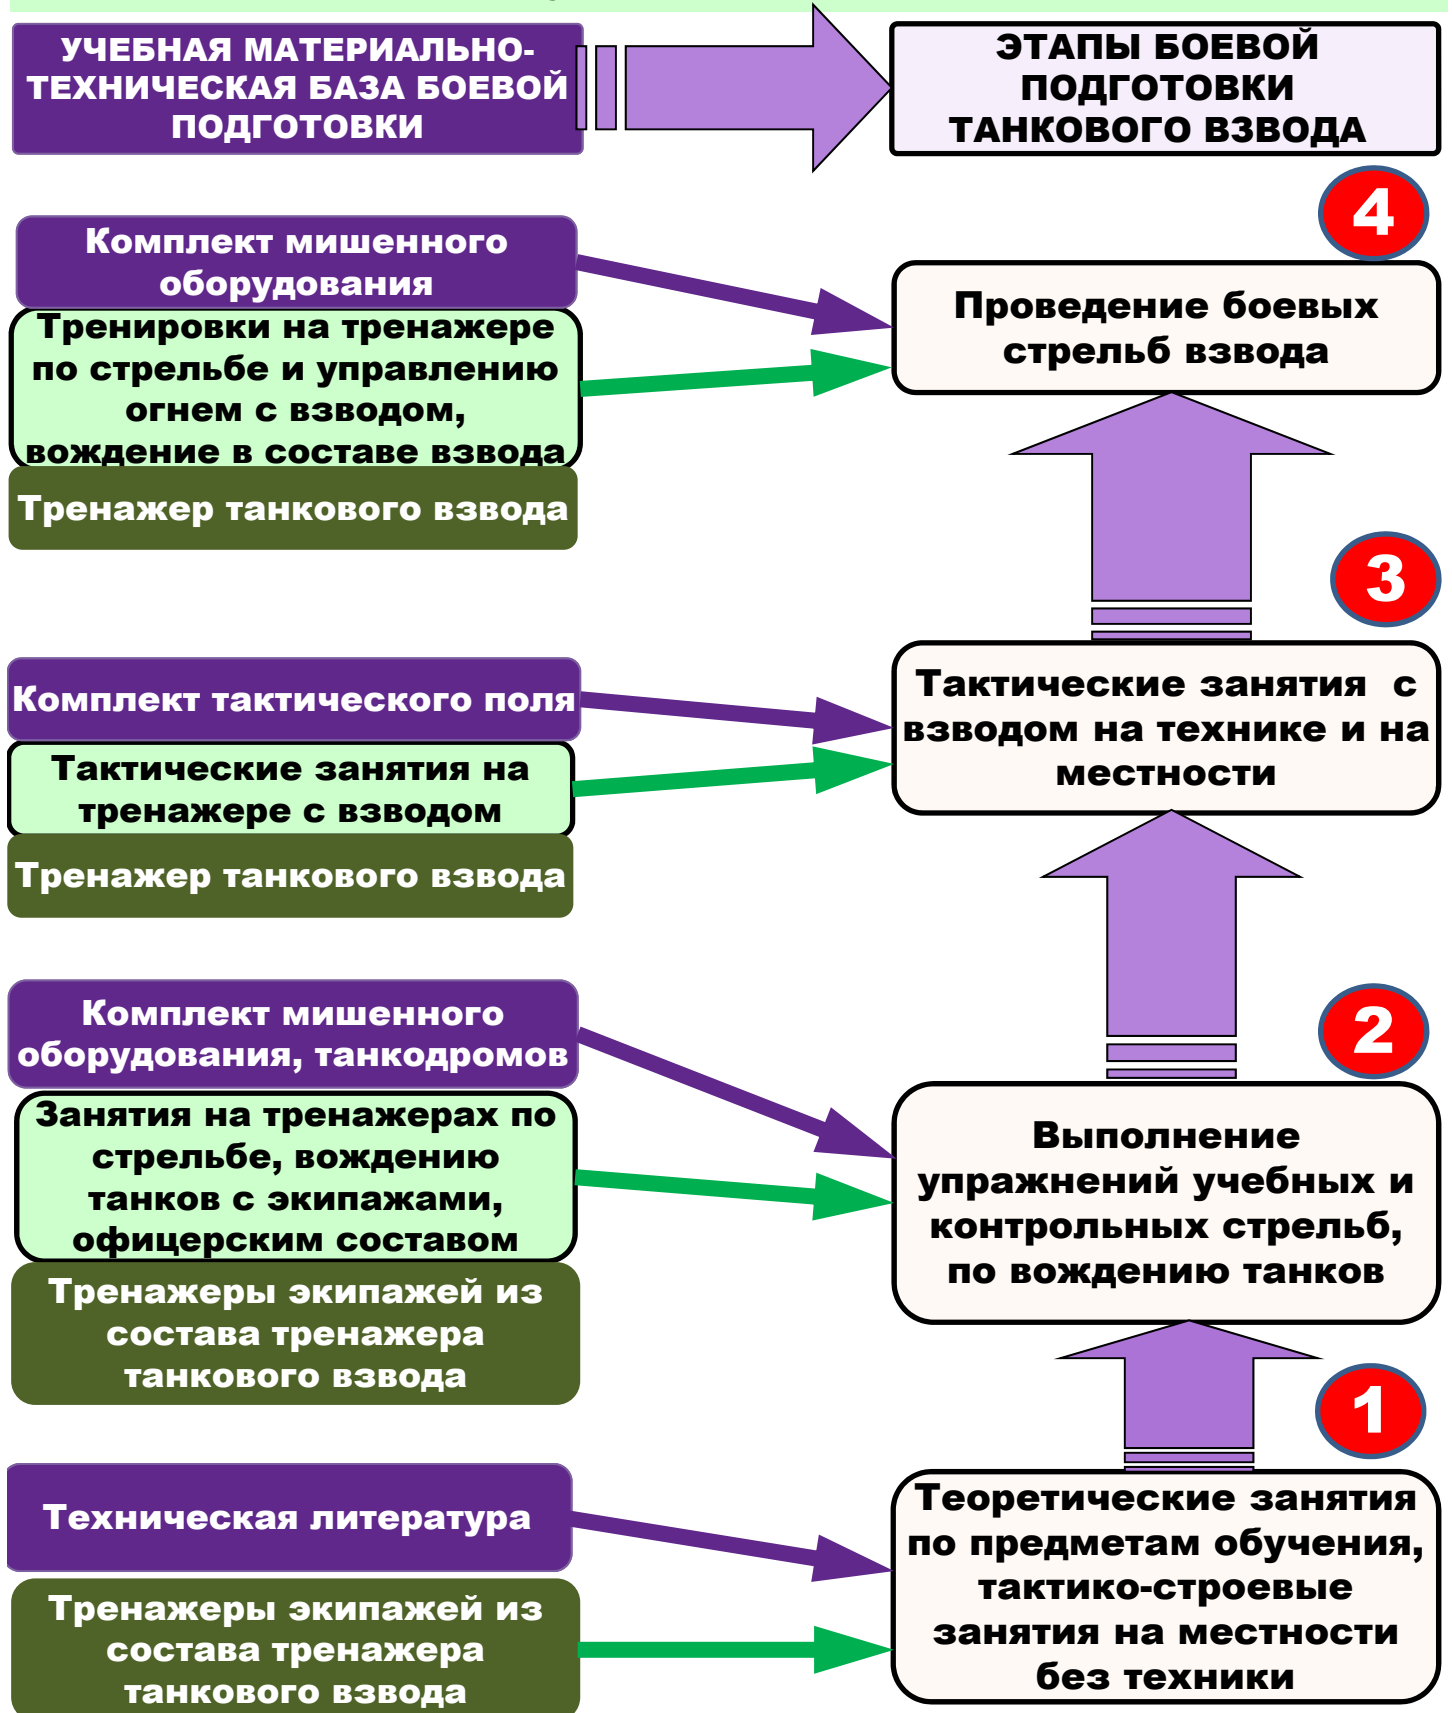 УЧЕБНАЯ МАТЕРИАЛЬНО-
ТЕХНИЧЕСКАЯ БАЗА БОЕВОЙ
ПОДГОТОВКИ
ЭТАПЫ БОЕВОЙ
ПОДГОТОВКИ
ТАНКОВОГО ВЗВОДА
4
Комплект мишенного
оборудования
Тренировки на тренажере
по стрельбе и управлению
огнем с взводом,
вождение в составе взвода
Тренажер танкового взвода
Проведение боевых
стрельб взвода
3
Комплект тактического поля
Тактические занятия на
тренажере с взводом
Тренажер танкового взвода
Тактические занятия с
взводом на технике и на
местности
2
Комплект мишенного
оборудования, танкодромов
Занятия на тренажерах по
стрельбе, вождению
танков с экипажами,
офицерским составом
Тренажеры экипажей из
состава тренажера
танкового взвода
Выполнение
упражнений учебных и
контрольных стрельб,
по вождению танков
1
Техническая литература
Тренажеры экипажей из
состава тренажера
танкового взвода
Теоретические занятия
по предметам обучения,
тактико-строевые
занятия на местности
без техники